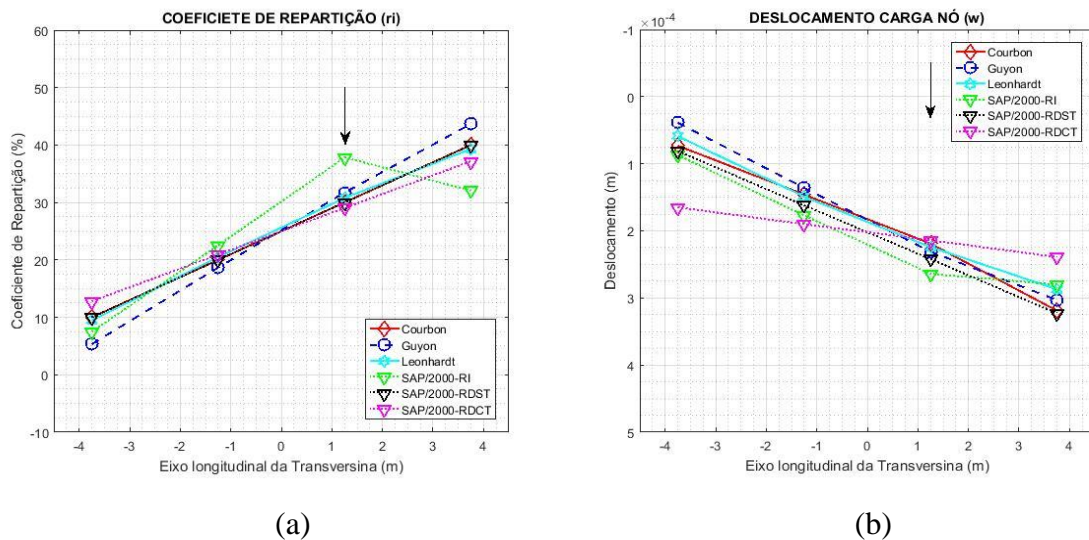 COEFICIETE DE REPARTIÇÃO (ri)
60
50
40
30
20
10
0
-10
Coeficiente de Repartição (%)
-4 -3 -2 -1 0 1 2 3 4
Eixo longitudinal da Transversina (m)
Courbon
Guyon
Leonhardt
SAP/2000-RI
SAP/2000-RDST
SAP/2000-RDCT
(a)
DESLOCAMENTO CARGA NÓ (w)
× 10⁻⁴
-1
0
1
2
3
4
5
Deslocamento (m)
-4 -3 -2 -1 0 1 2 3 4
Eixo longitudinal da Transversina (m)
Courbon
Guyon
Leonhardt
SAP/2000-RI
SAP/2000-RDST
SAP/2000-RDCT
(b)